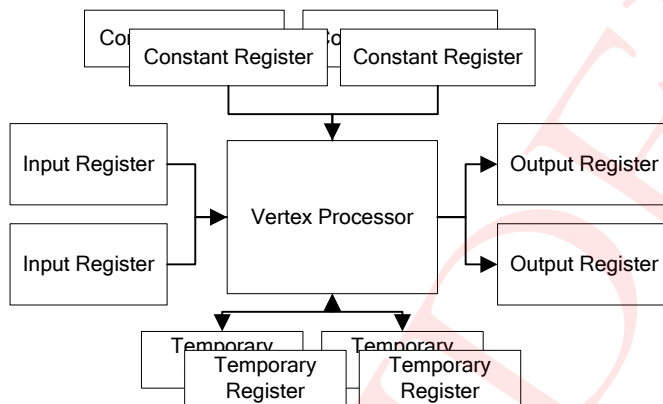 Constant Register
Constant Register
Input Register
Vertex Processor
Output Register
Input Register
Output Register
Temporary
Temporary
Temporary
Register
Temporary
Register